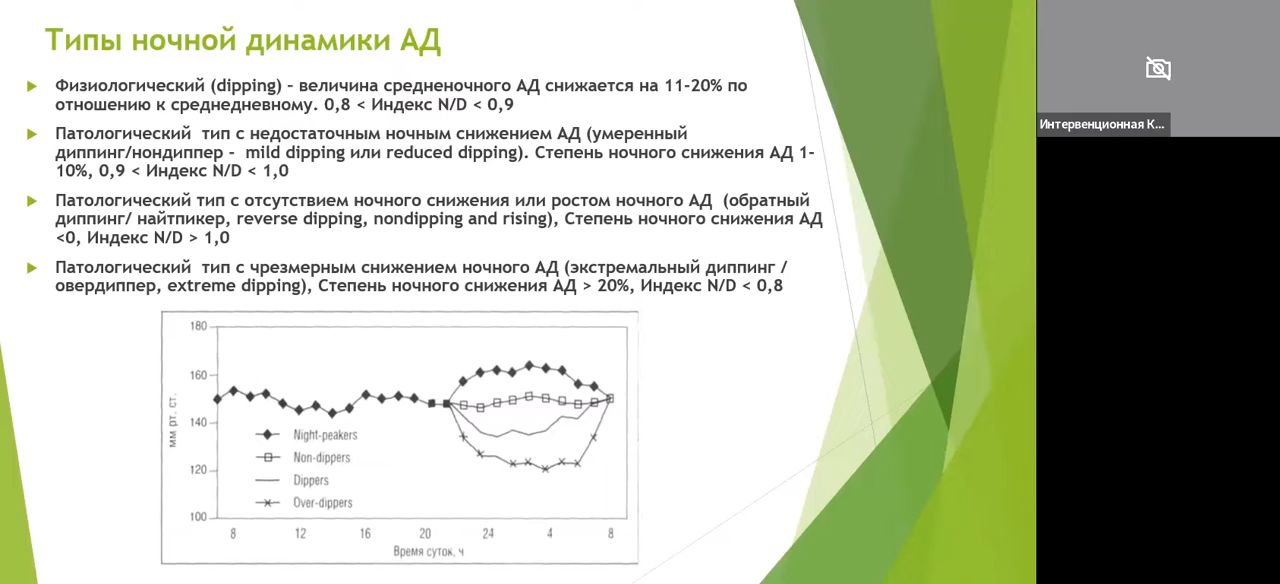 Типы ночной динамики АД
Физиологический (dipping) – величина средненочного АД снижается на 11-20% по
отношению к среднедневному. 0,8 < Индекс N/D < 0,9
Патологический тип с недостаточным ночным снижением АД (умеренный
диппинг/нондиппер – mild dipping или reduced dipping). Степень ночного снижения АД 1-
10%, 0,9 < Индекс N/D < 1,0
Патологический тип с отсутствием ночного снижения или ростом ночного АД (обратный
диппинг/ найтпикер, reverse dipping, nondipping and rising), Степень ночного снижения АД
<0, Индекс N/D > 1,0
Патологический тип с чрезмерным снижением ночного АД (экстремальный диппинг /
овердиппер, extreme dipping), Степень ночного снижения АД > 20%, Индекс N/D < 0,8
180
160
140
120
100
мм рт. ст.
Night-peakers
Non-dippers
Dippers
Over-dippers
8 12 16 20 24 4 8
Время суток, ч
Интервенционная К...